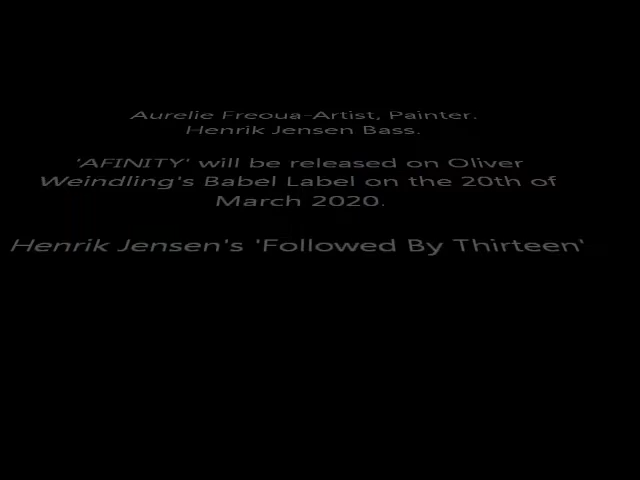 Aurelie Freoua-Artist, Painter.
Henrik Jensen Bass.
'AFINITY' will be released on Oliver
Weindling's Babel Label on the 20th of
March 2020.
Henrik Jensen's 'Followed By Thirteen'